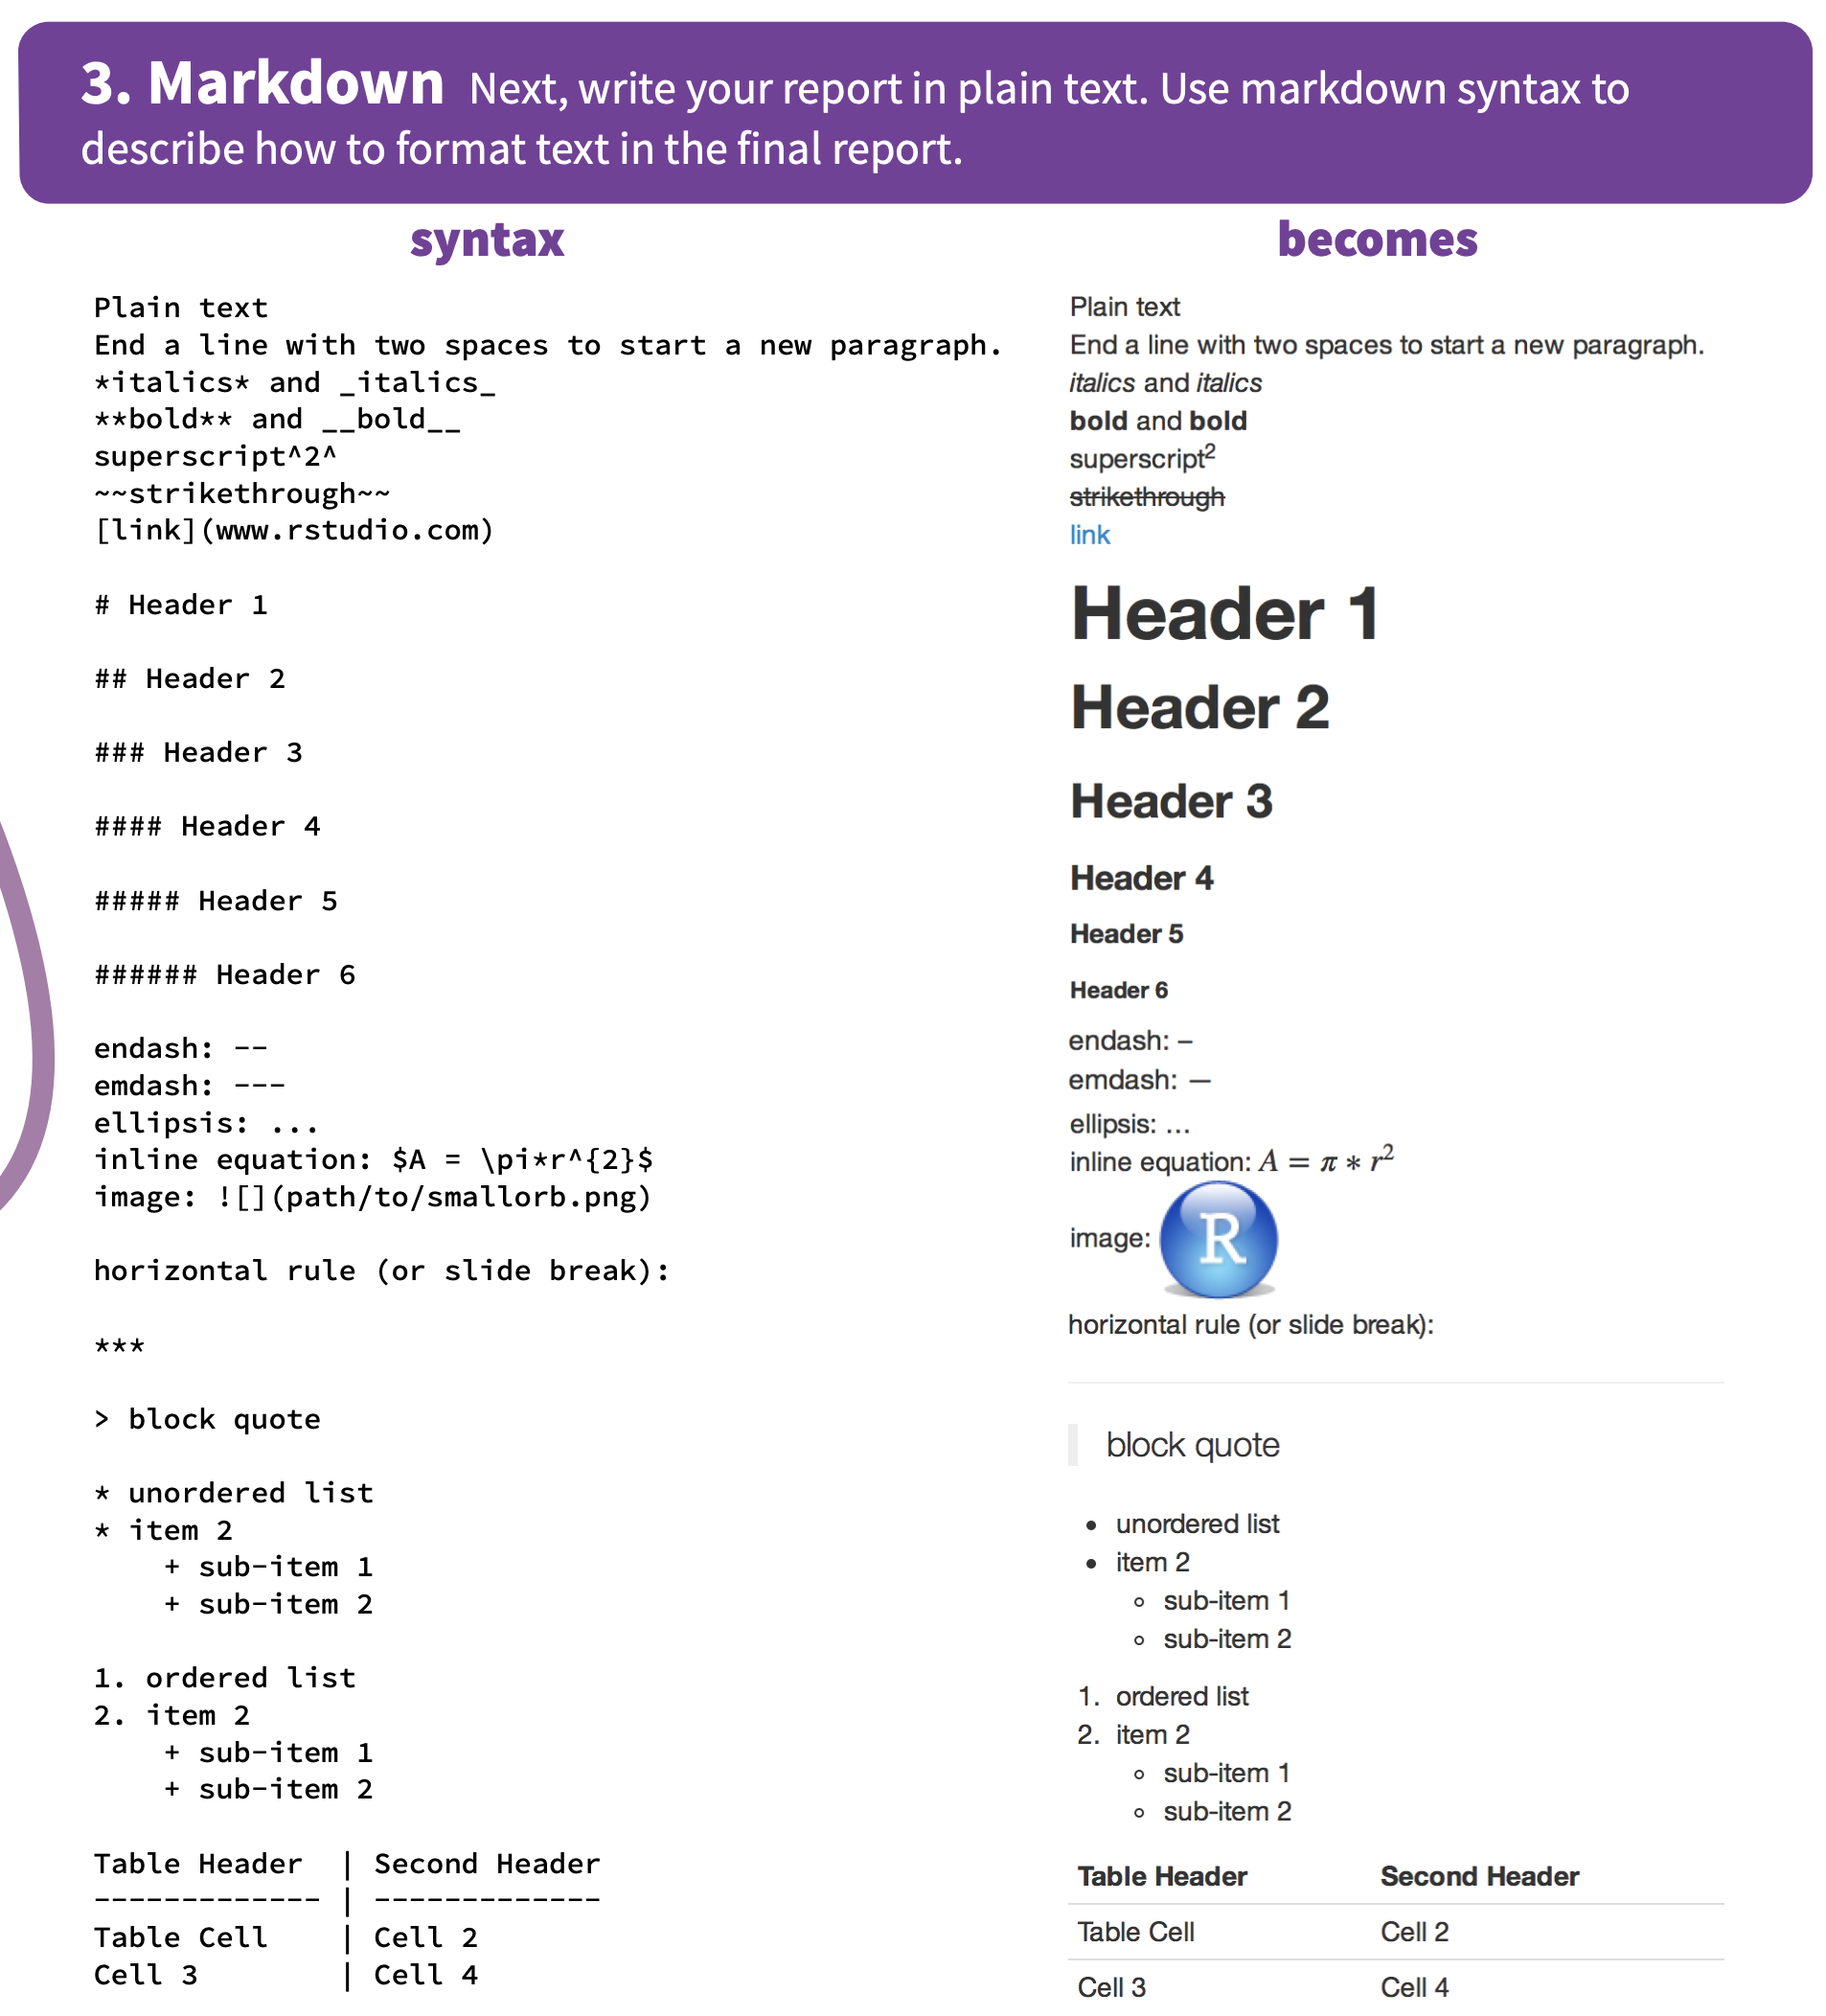 3. Markdown Next, write your report in plain text. Use markdown syntax to
describe how to format text in the final report.
syntax
Plain text
End a line with two spaces to start a new paragraph.
*italics* and _italics_
**bold** and __bold__
superscript^2^
~~strikethrough~~
[link](www.rstudio.com)
# Header 1
## Header 2
### Header 3
#### Header 4
##### Header 5
###### Header 6
endash: --
emdash: ---
ellipsis: ...
inline equation: $A = \pi*r^{2}$
image: ![](path/to/smallorb.png)
horizontal rule (or slide break):
***
> block quote
* unordered list
* item 2
    + sub-item 1
    + sub-item 2
1. ordered list
2. item 2
    + sub-item 1
    + sub-item 2
Table Header  | Second Header
------------- | -------------
Table Cell    | Cell 2
Cell 3        | Cell 4
becomes
Plain text
End a line with two spaces to start a new paragraph.
italics and italics
bold and bold
superscript²
strikethrough
link
Header 1
Header 2
Header 3
Header 4
Header 5
Header 6
endash: –
emdash: —
ellipsis: …
inline equation: A = π * r²
image: R
horizontal rule (or slide break):
block quote
• unordered list
• item 2
◦ sub-item 1
◦ sub-item 2
1. ordered list
2. item 2
◦ sub-item 1
◦ sub-item 2
Table Header Second Header
Table Cell Cell 2
Cell 3 Cell 4